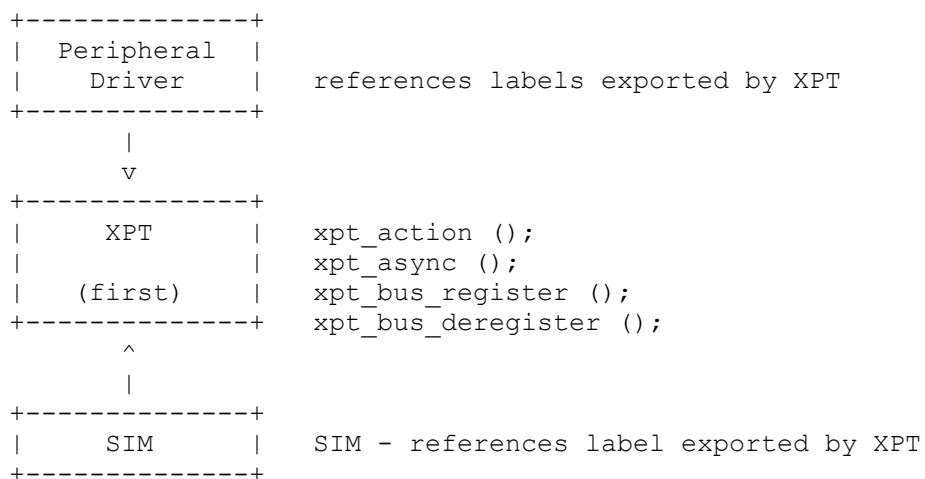 Peripheral
Driver references labels exported by XPT
XPT xpt_action ();
xpt_async ();
(first) xpt_bus_register ();
xpt_bus_deregister ();
SIM SIM - references label exported by XPT